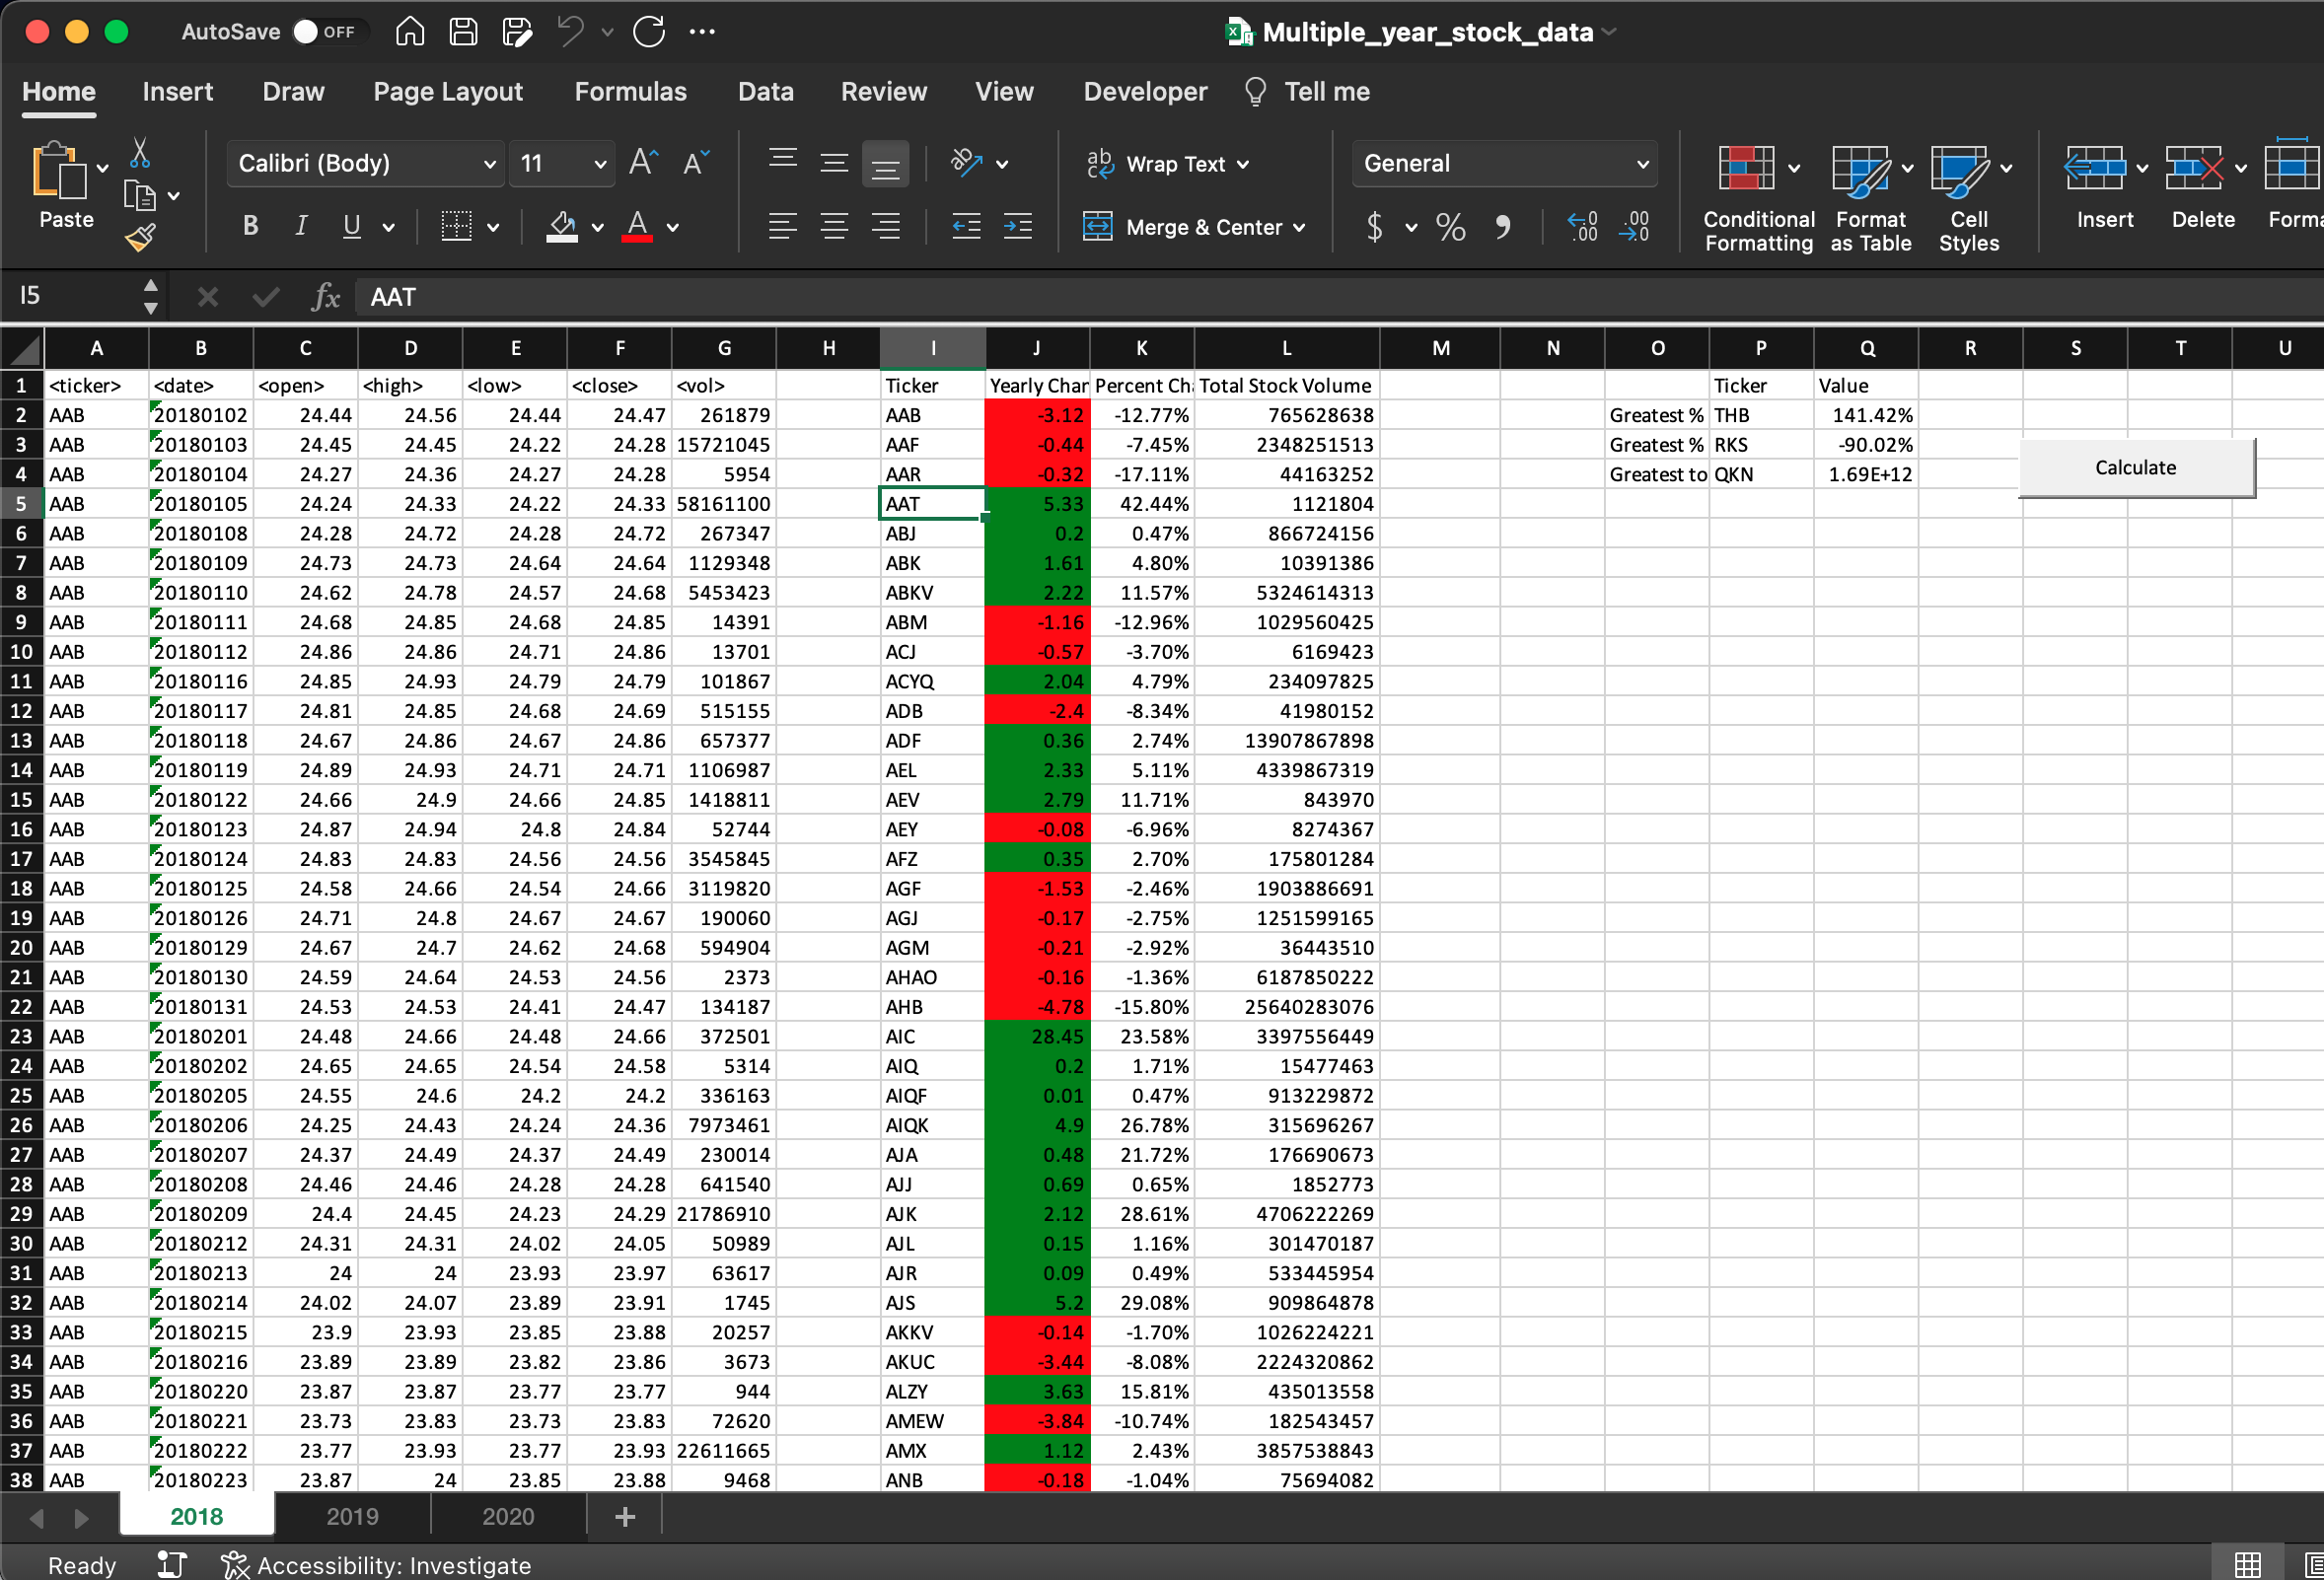 AutoSave OFF Multiple_year_stock_data
Home Insert Draw Page Layout Formulas Data Review View Developer Tell me
Calibri (Body) 11 A A ab Wrap Text General
Paste B I U A Merge & Center $ % 9 .00 .00 Conditional Formatting Format as Table Cell Styles Insert Delete Forma
I5 fx AAT
A B C D E F G H I J K L M N O P Q R S T U
1 <ticker> <date> <open> <high> <low> <close> <vol> Ticker Yearly Chan Percent Cha Total Stock Volume Ticker Value
2 AAB 20180102 24.44 24.56 24.44 24.47 261879 AAB -3.12 -12.77% 765628638 Greatest % THB 141.42%
3 AAB 20180103 24.45 24.45 24.22 24.28 15721045 AAF -0.44 -7.45% 2348251513 Greatest % RKS -90.02%
4 AAB 20180104 24.27 24.36 24.27 24.28 5954 AAR -0.32 -17.11% 44163252 Greatest to QKN 1.69E+12 Calculate
5 AAB 20180105 24.24 24.33 24.22 24.33 58161100 AAT 5.33 42.44% 1121804
6 AAB 20180108 24.28 24.72 24.28 24.72 267347 ABJ 0.2 0.47% 866724156
7 AAB 20180109 24.73 24.73 24.64 24.64 1129348 ABK 1.61 4.80% 10391386
8 AAB 20180110 24.62 24.78 24.57 24.68 5453423 ABKV 2.22 11.57% 5324614313
9 AAB 20180111 24.68 24.85 24.68 24.85 14391 ABM -1.16 -12.96% 1029560425
10 AAB 20180112 24.86 24.86 24.71 24.86 13701 ACJ -0.57 -3.70% 6169423
11 AAB 20180116 24.85 24.93 24.79 24.79 101867 ACYQ 2.04 4.79% 234097825
12 AAB 20180117 24.81 24.85 24.68 24.69 515155 ADB -2.4 -8.34% 41980152
13 AAB 20180118 24.67 24.86 24.67 24.86 657377 ADF 0.36 2.74% 13907867898
14 AAB 20180119 24.89 24.93 24.71 24.71 1106987 AEL 2.33 5.11% 4339867319
15 AAB 20180122 24.66 24.9 24.66 24.85 1418811 AEV 2.79 11.71% 843970
16 AAB 20180123 24.87 24.94 24.8 24.84 52744 AEY -0.08 -6.96% 8274367
17 AAB 20180124 24.83 24.83 24.56 24.56 3545845 AFZ 0.35 2.70% 175801284
18 AAB 20180125 24.58 24.66 24.54 24.66 3119820 AGF -1.53 -2.46% 1903886691
19 AAB 20180126 24.71 24.8 24.67 24.67 190060 AGJ -0.17 -2.75% 1251599165
20 AAB 20180129 24.67 24.7 24.62 24.68 594904 AGM -0.21 -2.92% 36443510
21 AAB 20180130 24.59 24.64 24.53 24.56 2373 AHAO -0.16 -1.36% 6187850222
22 AAB 20180131 24.53 24.53 24.41 24.47 134187 AHB -4.78 -15.80% 25640283076
23 AAB 20180201 24.48 24.66 24.48 24.66 372501 AIC 28.45 23.58% 3397556449
24 AAB 20180202 24.65 24.65 24.54 24.58 5314 AIQ 0.2 1.71% 15477463
25 AAB 20180205 24.55 24.6 24.2 24.2 336163 AIQF 0.01 0.47% 913229872
26 AAB 20180206 24.25 24.43 24.24 24.36 7973461 AIQK 4.9 26.78% 315696267
27 AAB 20180207 24.37 24.49 24.37 24.49 230014 AJA 0.48 21.72% 176690673
28 AAB 20180208 24.46 24.46 24.28 24.28 641540 AJJ 0.69 0.65% 1852773
29 AAB 20180209 24.4 24.45 24.23 24.29 21786910 AJK 2.12 28.61% 4706222269
30 AAB 20180212 24.31 24.31 24.02 24.05 50989 AJL 0.15 1.16% 301470187
31 AAB 20180213 24 24 23.93 23.97 63617 AJR 0.09 0.49% 533445954
32 AAB 20180214 24.02 24.07 23.89 23.91 1745 AJS 5.2 29.08% 909864878
33 AAB 20180215 23.9 23.93 23.85 23.88 20257 AKKV -0.14 -1.70% 1026224221
34 AAB 20180216 23.89 23.89 23.82 23.86 3673 AKUC -3.44 -8.08% 2224320862
35 AAB 20180220 23.87 23.87 23.77 23.77 944 ALZY 3.63 15.81% 435013558
36 AAB 20180221 23.73 23.83 23.73 23.83 72620 AMEW -3.84 -10.74% 182543457
37 AAB 20180222 23.77 23.93 23.77 23.93 22611665 AMX 1.12 2.43% 3857538843
38 AAB 20180223 23.87 24 23.85 23.88 9468 ANB -0.18 -1.04% 75694082
2018 2019 2020 +
Ready Accessibility: Investigate